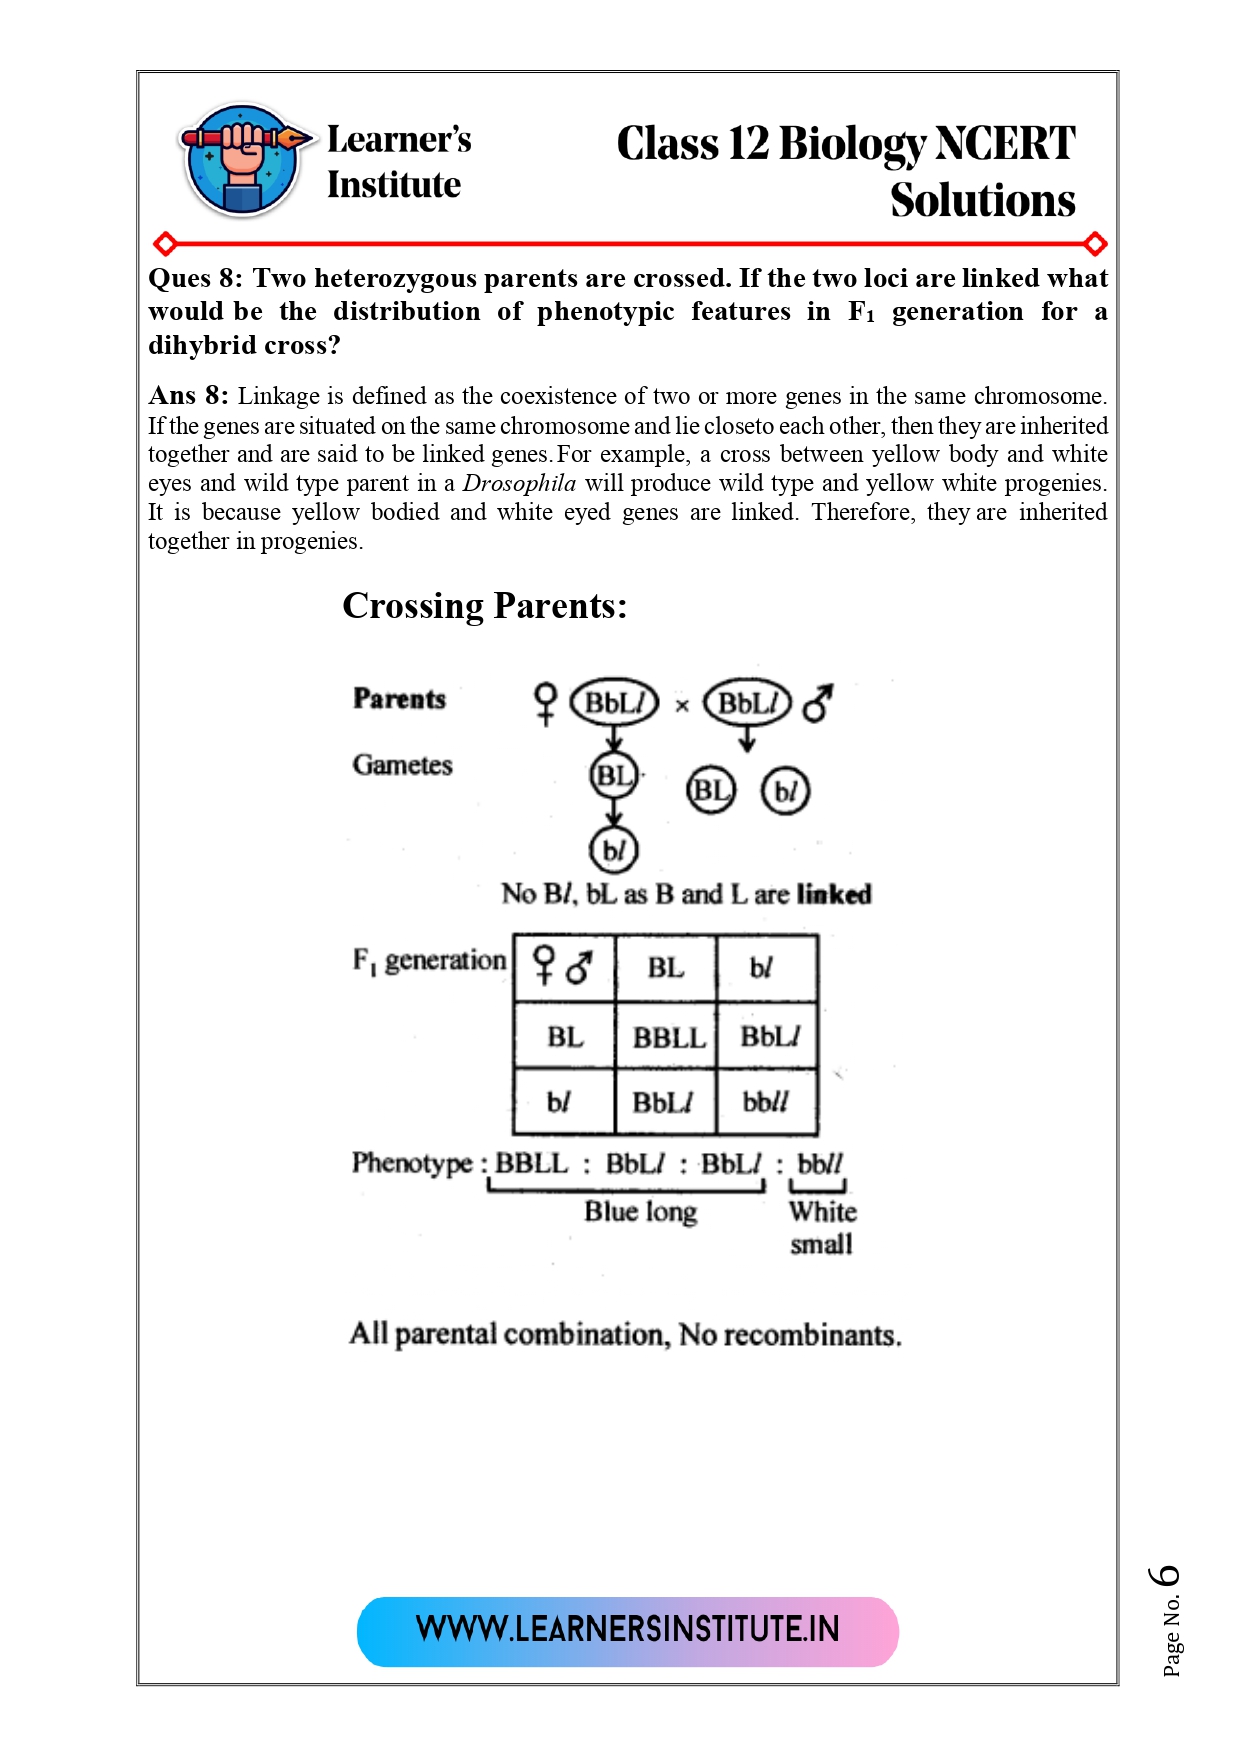 Learner's
Institute
Class 12 Biology NCERT
Solutions
Ques 8: Two heterozygous parents are crossed. If the two loci are linked what
would be the distribution of phenotypic features in F₁ generation for a
dihybrid cross?
Ans 8: Linkage is defined as the coexistence of two or more genes in the same chromosome.
If the genes are situated on the same chromosome and lie closeto each other, then they are inherited
together and are said to be linked genes. For example, a cross between yellow body and white
eyes and wild type parent in a Drosophila will produce wild type and yellow white progenies.
It is because yellow bodied and white eyed genes are linked. Therefore, they are inherited
together in progenies.
Crossing Parents:
Parents ♀ BbLl × BbLl ♂
Gametes BL BL bl
bl
No Bl, bL as B and L are linked
F₁ generation ♀ ♂ BL bl
BL BBLL BbLl
bl BbLl bbll
Phenotype : BBLL : BbLl : BbLl : bbll
Blue long White
small
All parental combination, No recombinants.
WWW.LEARNERSINSTITUTE.IN
Page No. 6